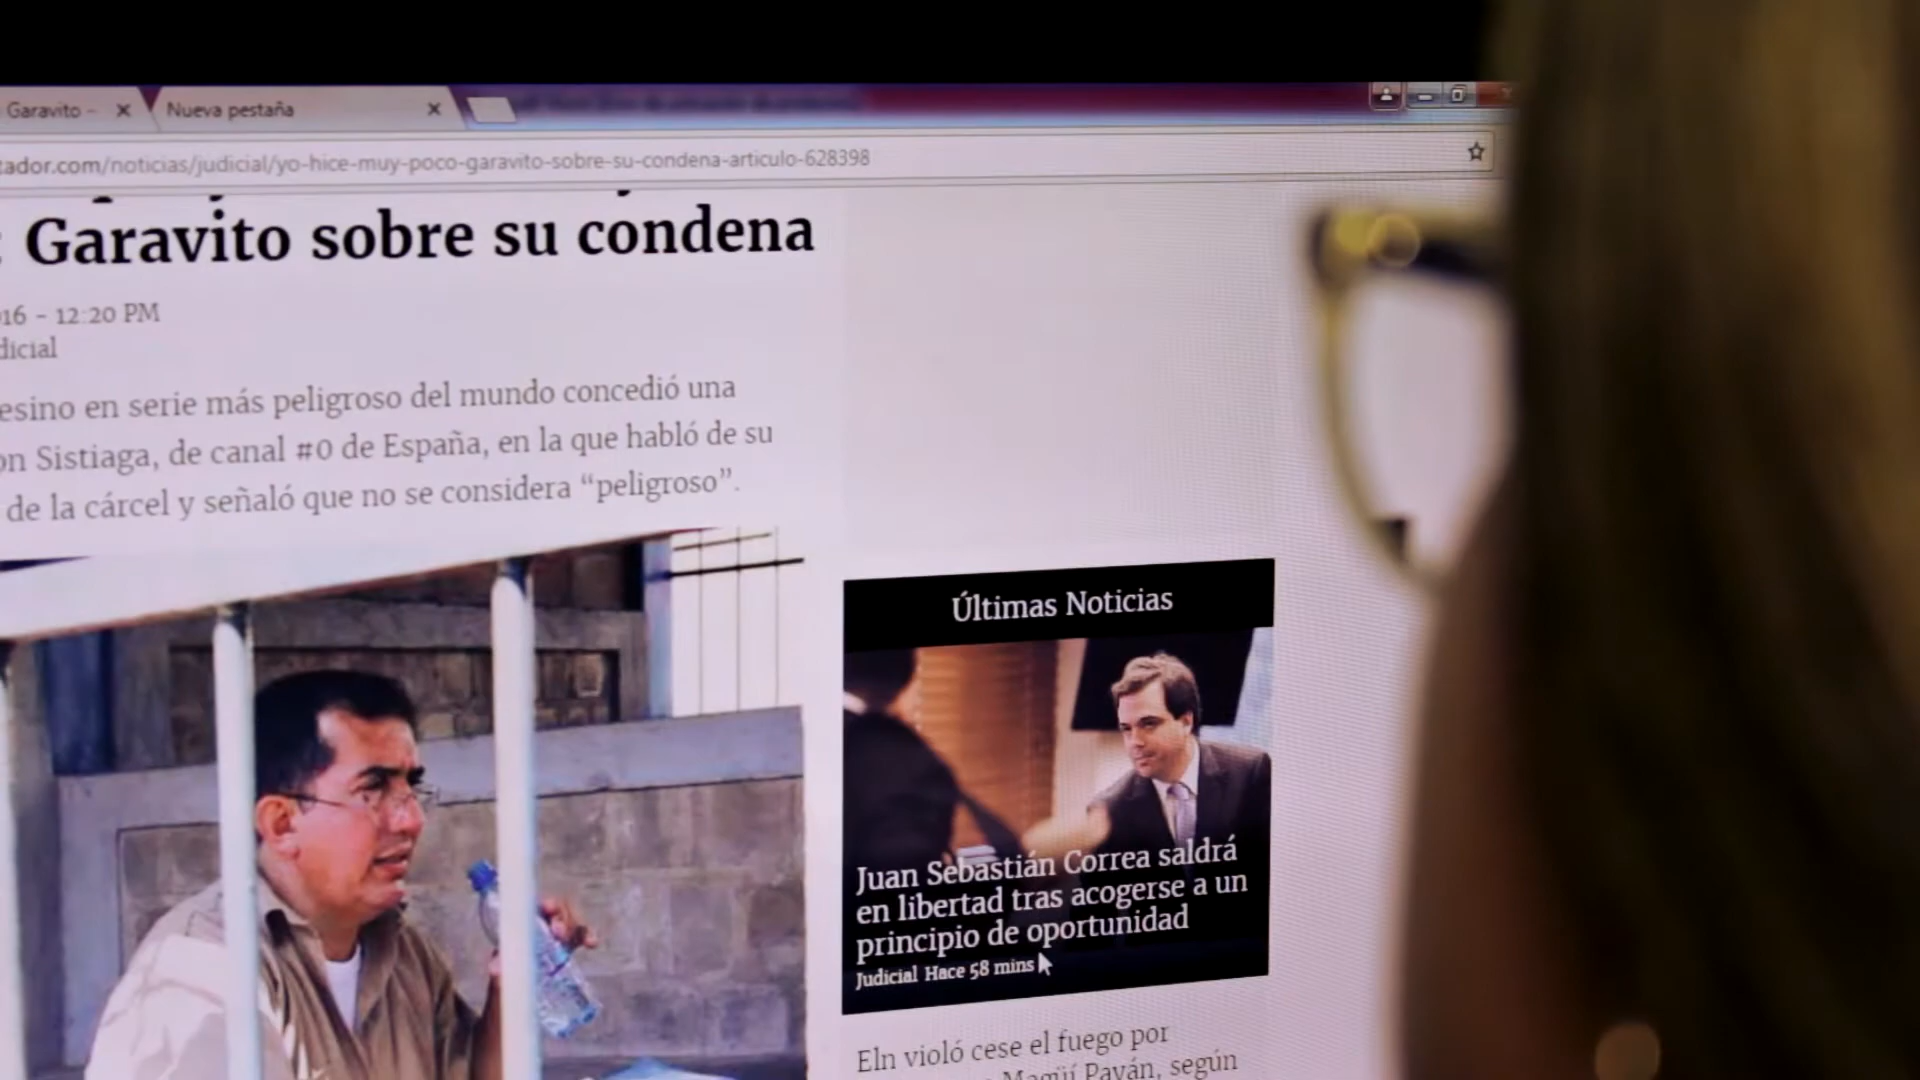 Garavito -
Nueva pestaña
ador.com/noticias/judicial/yo-hice-muy-poco-garavito-sobre-su-condena-articulo-628398
: Garavito sobre su condena
16 - 12:20 PM
dicial
esino en serie más peligroso del mundo concedió una
on Sistiaga, de canal #0 de España, en la que habló de su
de la cárcel y señaló que no se considera “peligroso”.
Últimas Noticias
Juan Sebastián Correa saldrá
en libertad tras acogerse a un
principio de oportunidad
Judicial Hace 58 mins
Eln violó cese el fuego por
Magüí Payán, según